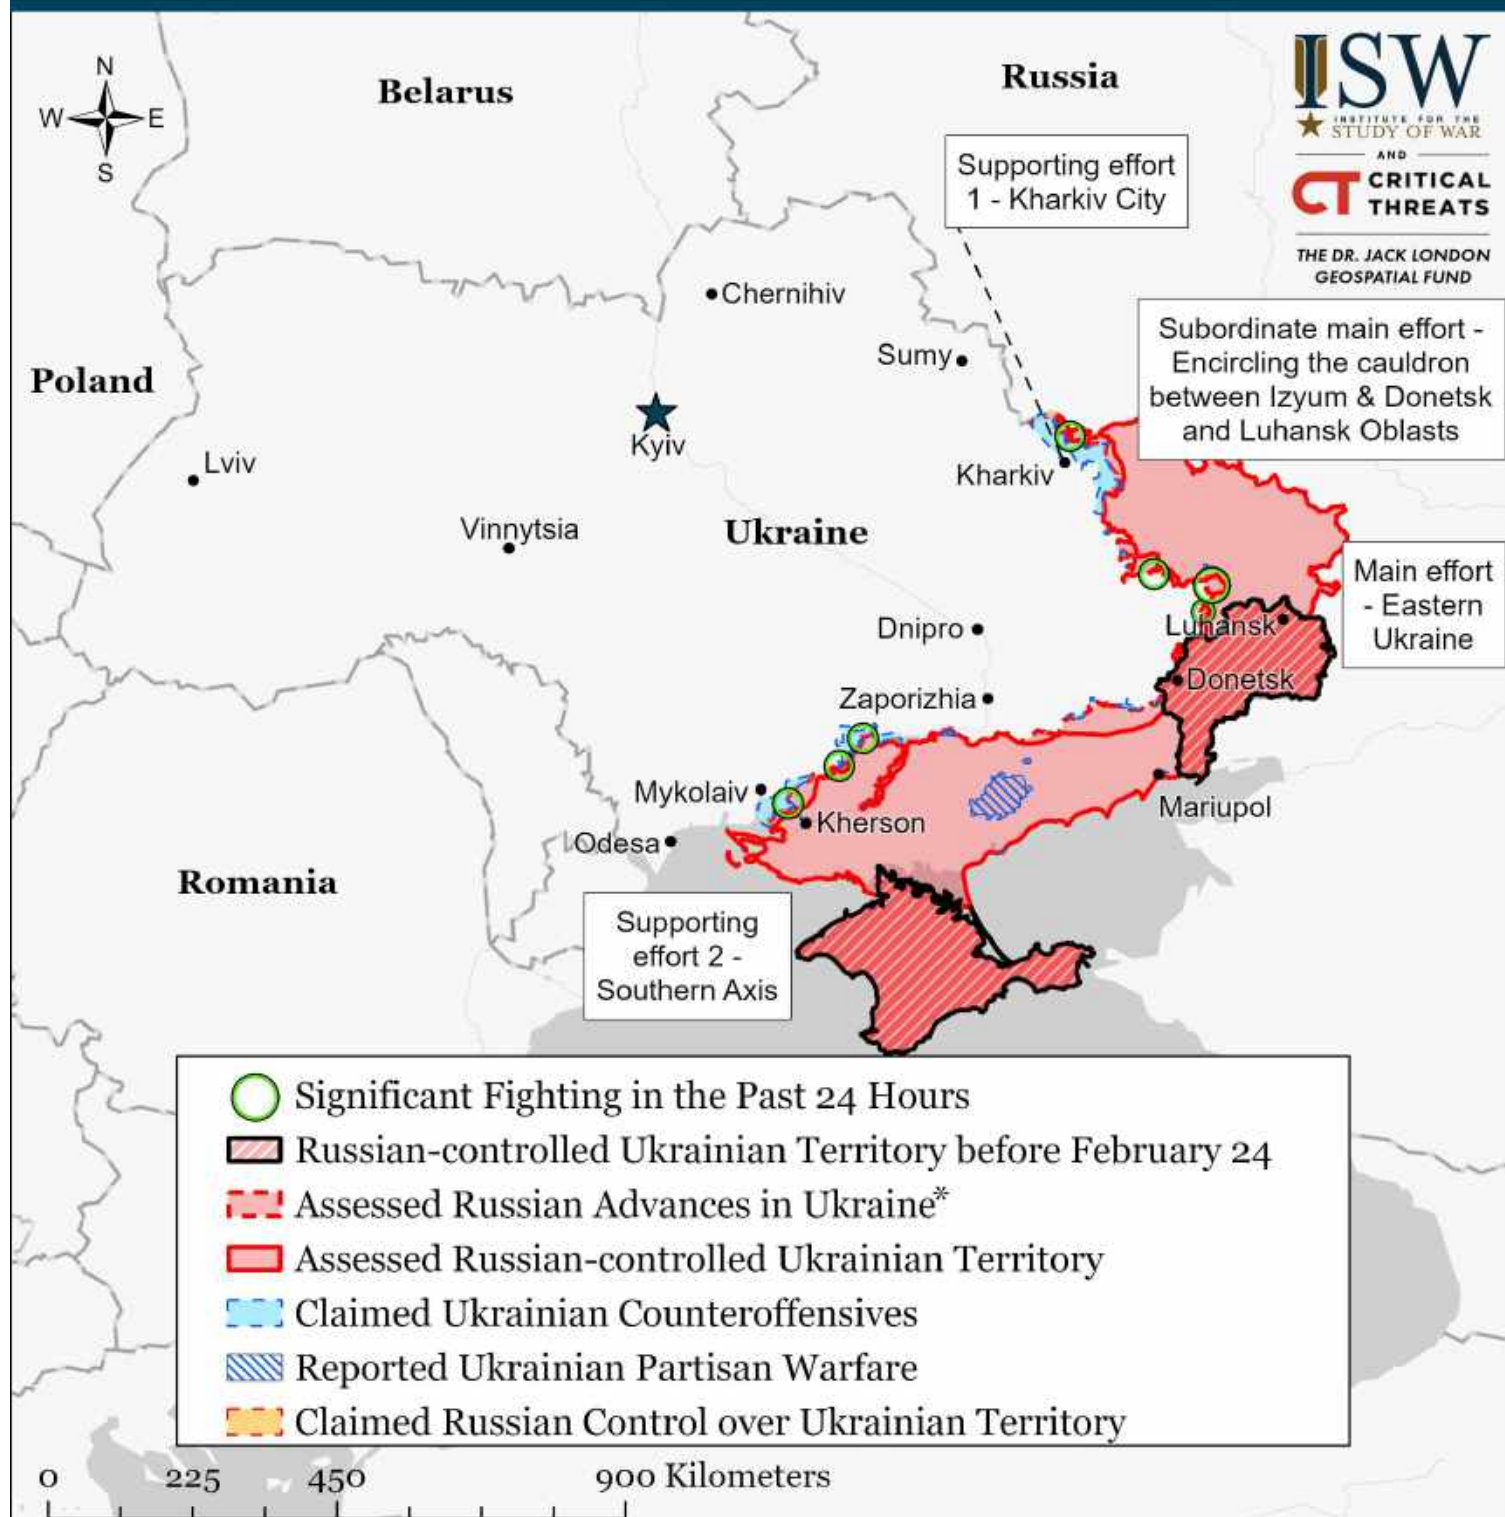 N
W E
S
Belarus
Russia
ISW
INSTITUTE FOR THE
STUDY OF WAR
AND
CT CRITICAL
THREATS
THE DR. JACK LONDON
GEOSPATIAL FUND
Supporting effort
1 - Kharkiv City
Chernihiv
Subordinate main effort -
Encircling the cauldron
between Izyum & Donetsk
and Luhansk Oblasts
Sumy
Poland
Kyiv
Lviv
Kharkiv
Vinnytsia
Ukraine
Main effort
- Eastern
Ukraine
Dnipro
Luhansk
Donetsk
Zaporizhia
Mykolaiv
Mariupol
Kherson
Odesa
Romania
Supporting
effort 2 -
Southern Axis
Significant Fighting in the Past 24 Hours
Russian-controlled Ukrainian Territory before February 24
Assessed Russian Advances in Ukraine*
Assessed Russian-controlled Ukrainian Territory
Claimed Ukrainian Counteroffensives
Reported Ukrainian Partisan Warfare
Claimed Russian Control over Ukrainian Territory
0 225 450 900 Kilometers